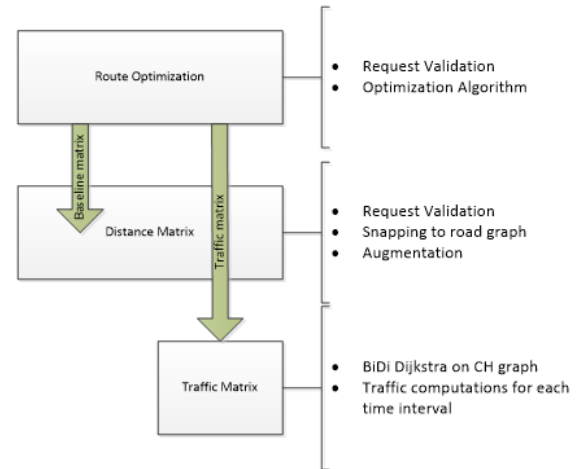 Route Optimization
• Request Validation
• Optimization Algorithm
Baseline matrix
Traffic matrix
Distance Matrix
• Request Validation
• Snapping to road graph
• Augmentation
Traffic Matrix
• BiDi Dijkstra on CH graph
• Traffic computations for each
time interval